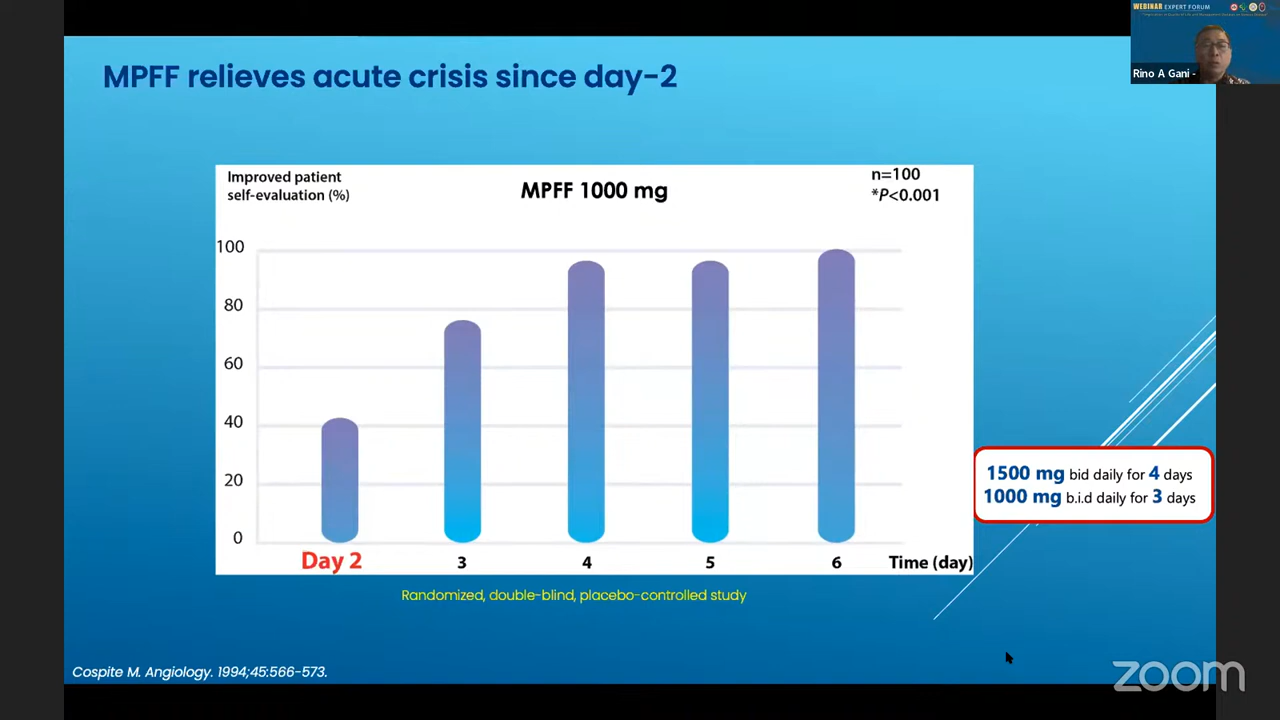 WEBINAR EXPERT FORUM
Rino A Gani -
MPFF relieves acute crisis since day-2
Improved patient
self-evaluation (%)
MPFF 1000 mg
n=100
*P<0.001
100
80
60
40
20
0
Day 2
3
4
5
6
Time (day)
1500 mg bid daily for 4 days
1000 mg b.i.d daily for 3 days
Randomized, double-blind, placebo-controlled study
Cospite M. Angiology. 1994;45:566-573.
zoom